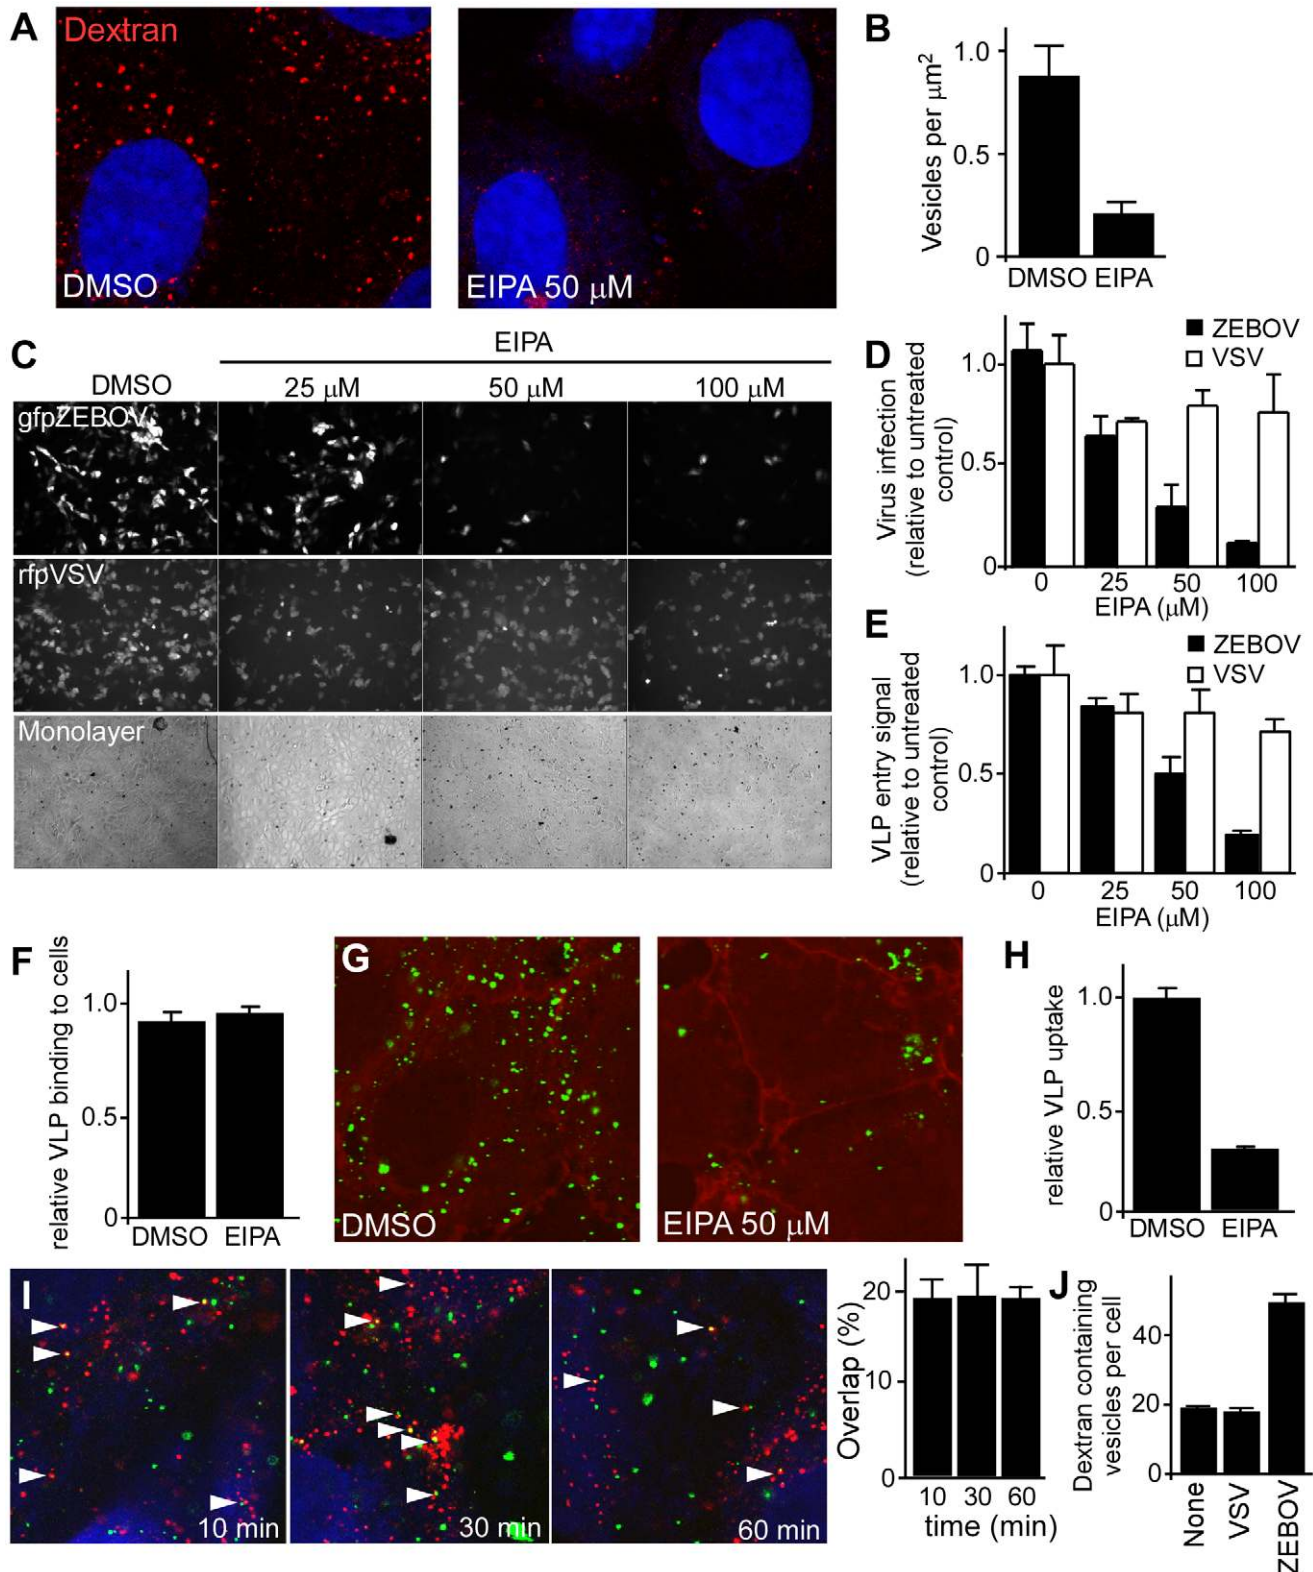 A
Dextran
DMSO
EIPA 50 μM
B
Vesicles per μm²
1.0
0.5
0
DMSO EIPA
C
EIPA
DMSO 25 μM 50 μM 100 μM
gfpZEBOV
rfpVSV
Monolayer
D
ZEBOV
VSV
Virus infection
(relative to untreated
control)
1.0
0.5
0
0 25 50 100
EIPA (μM)
E
ZEBOV
VSV
VLP entry signal
(relative to untreated
control)
1.0
0.5
0
0 25 50 100
EIPA (μM)
F
relative VLP binding to cells
1.0
0.5
0
DMSO EIPA
G
DMSO
EIPA 50 μM
H
relative VLP uptake
1.0
0.5
0
DMSO EIPA
I
10 min
30 min
60 min
Overlap (%)
20
10
0
10 30 60
time (min)
J
Dextran containing
vesicles per cell
40
20
0
None
VSV
ZEBOV